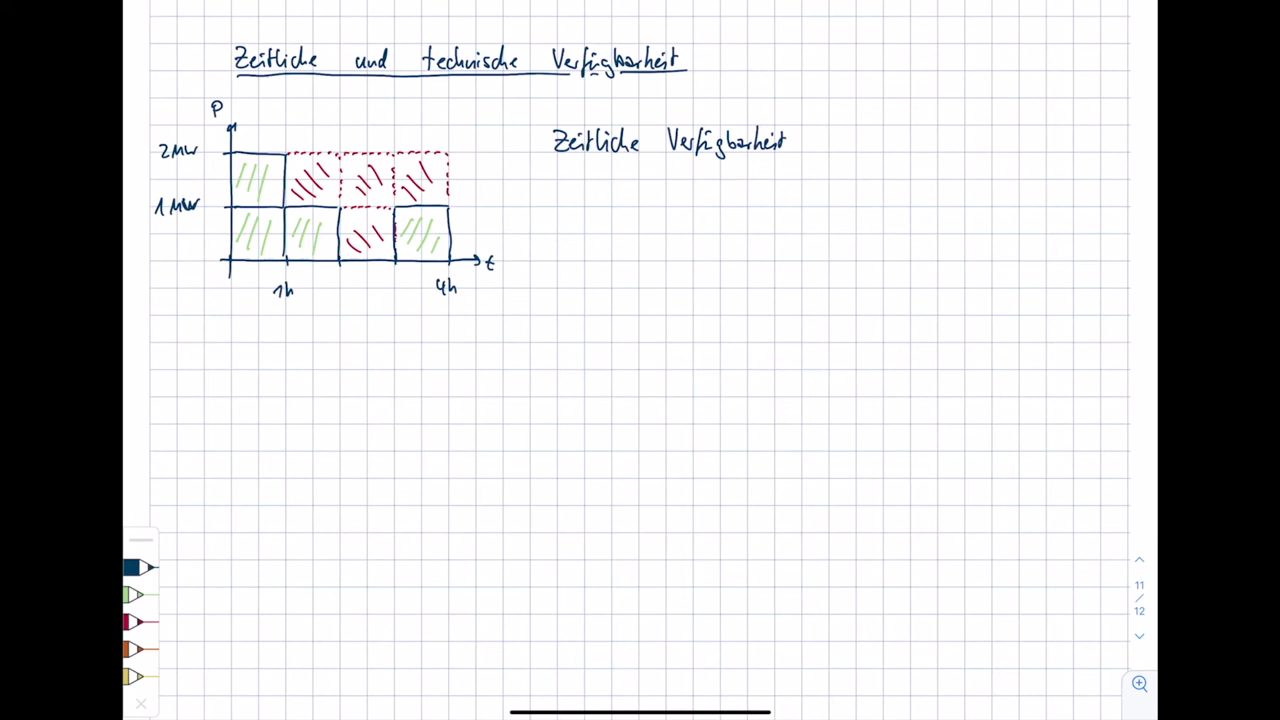 Zeitliche und technische Verfügbarkeit
P
Zeitliche Verfügbarkeit
2MW
1MW
t
1h
4h
11
/
12